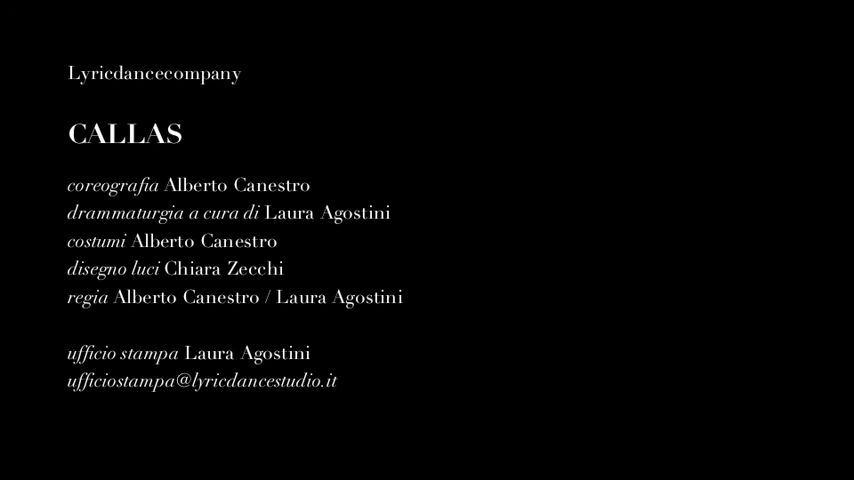 Lyricdancecompany
CALLAS
coreografia Alberto Canestro
drammaturgia a cura di Laura Agostini
costumi Alberto Canestro
disegno luci Chiara Zecchi
regia Alberto Canestro / Laura Agostini
ufficio stampa Laura Agostini
ufficiostampa@lyricdancestudio.it